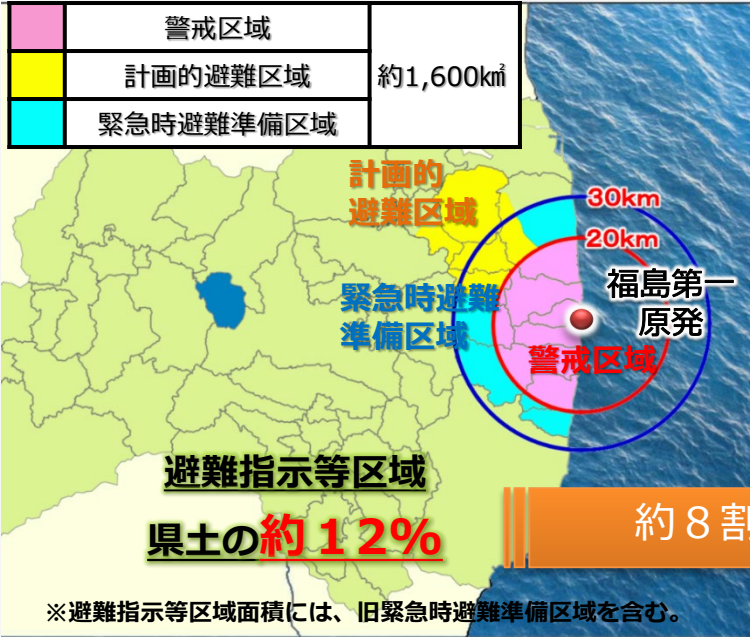 警戒区域
計画的避難区域
緊急時避難準備区域
約1,600㎢
計画的
避難区域
30km
20km
福島第一
原発
緊急時避難
準備区域
警戒区域
避難指示等区域
県土の約１２％
約８割
※避難指示等区域面積には、旧緊急時避難準備区域を含む。